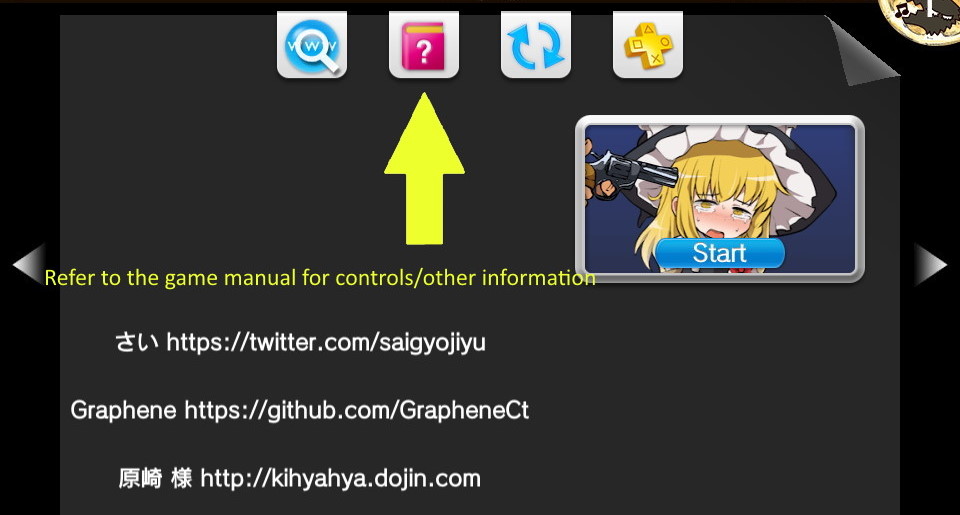 www
?
Start
Refer to the game manual for controls/other information
さい https://twitter.com/saigyojiyu
Graphene https://github.com/GrapheneCt
原崎 様 http://kihyahya.dojin.com